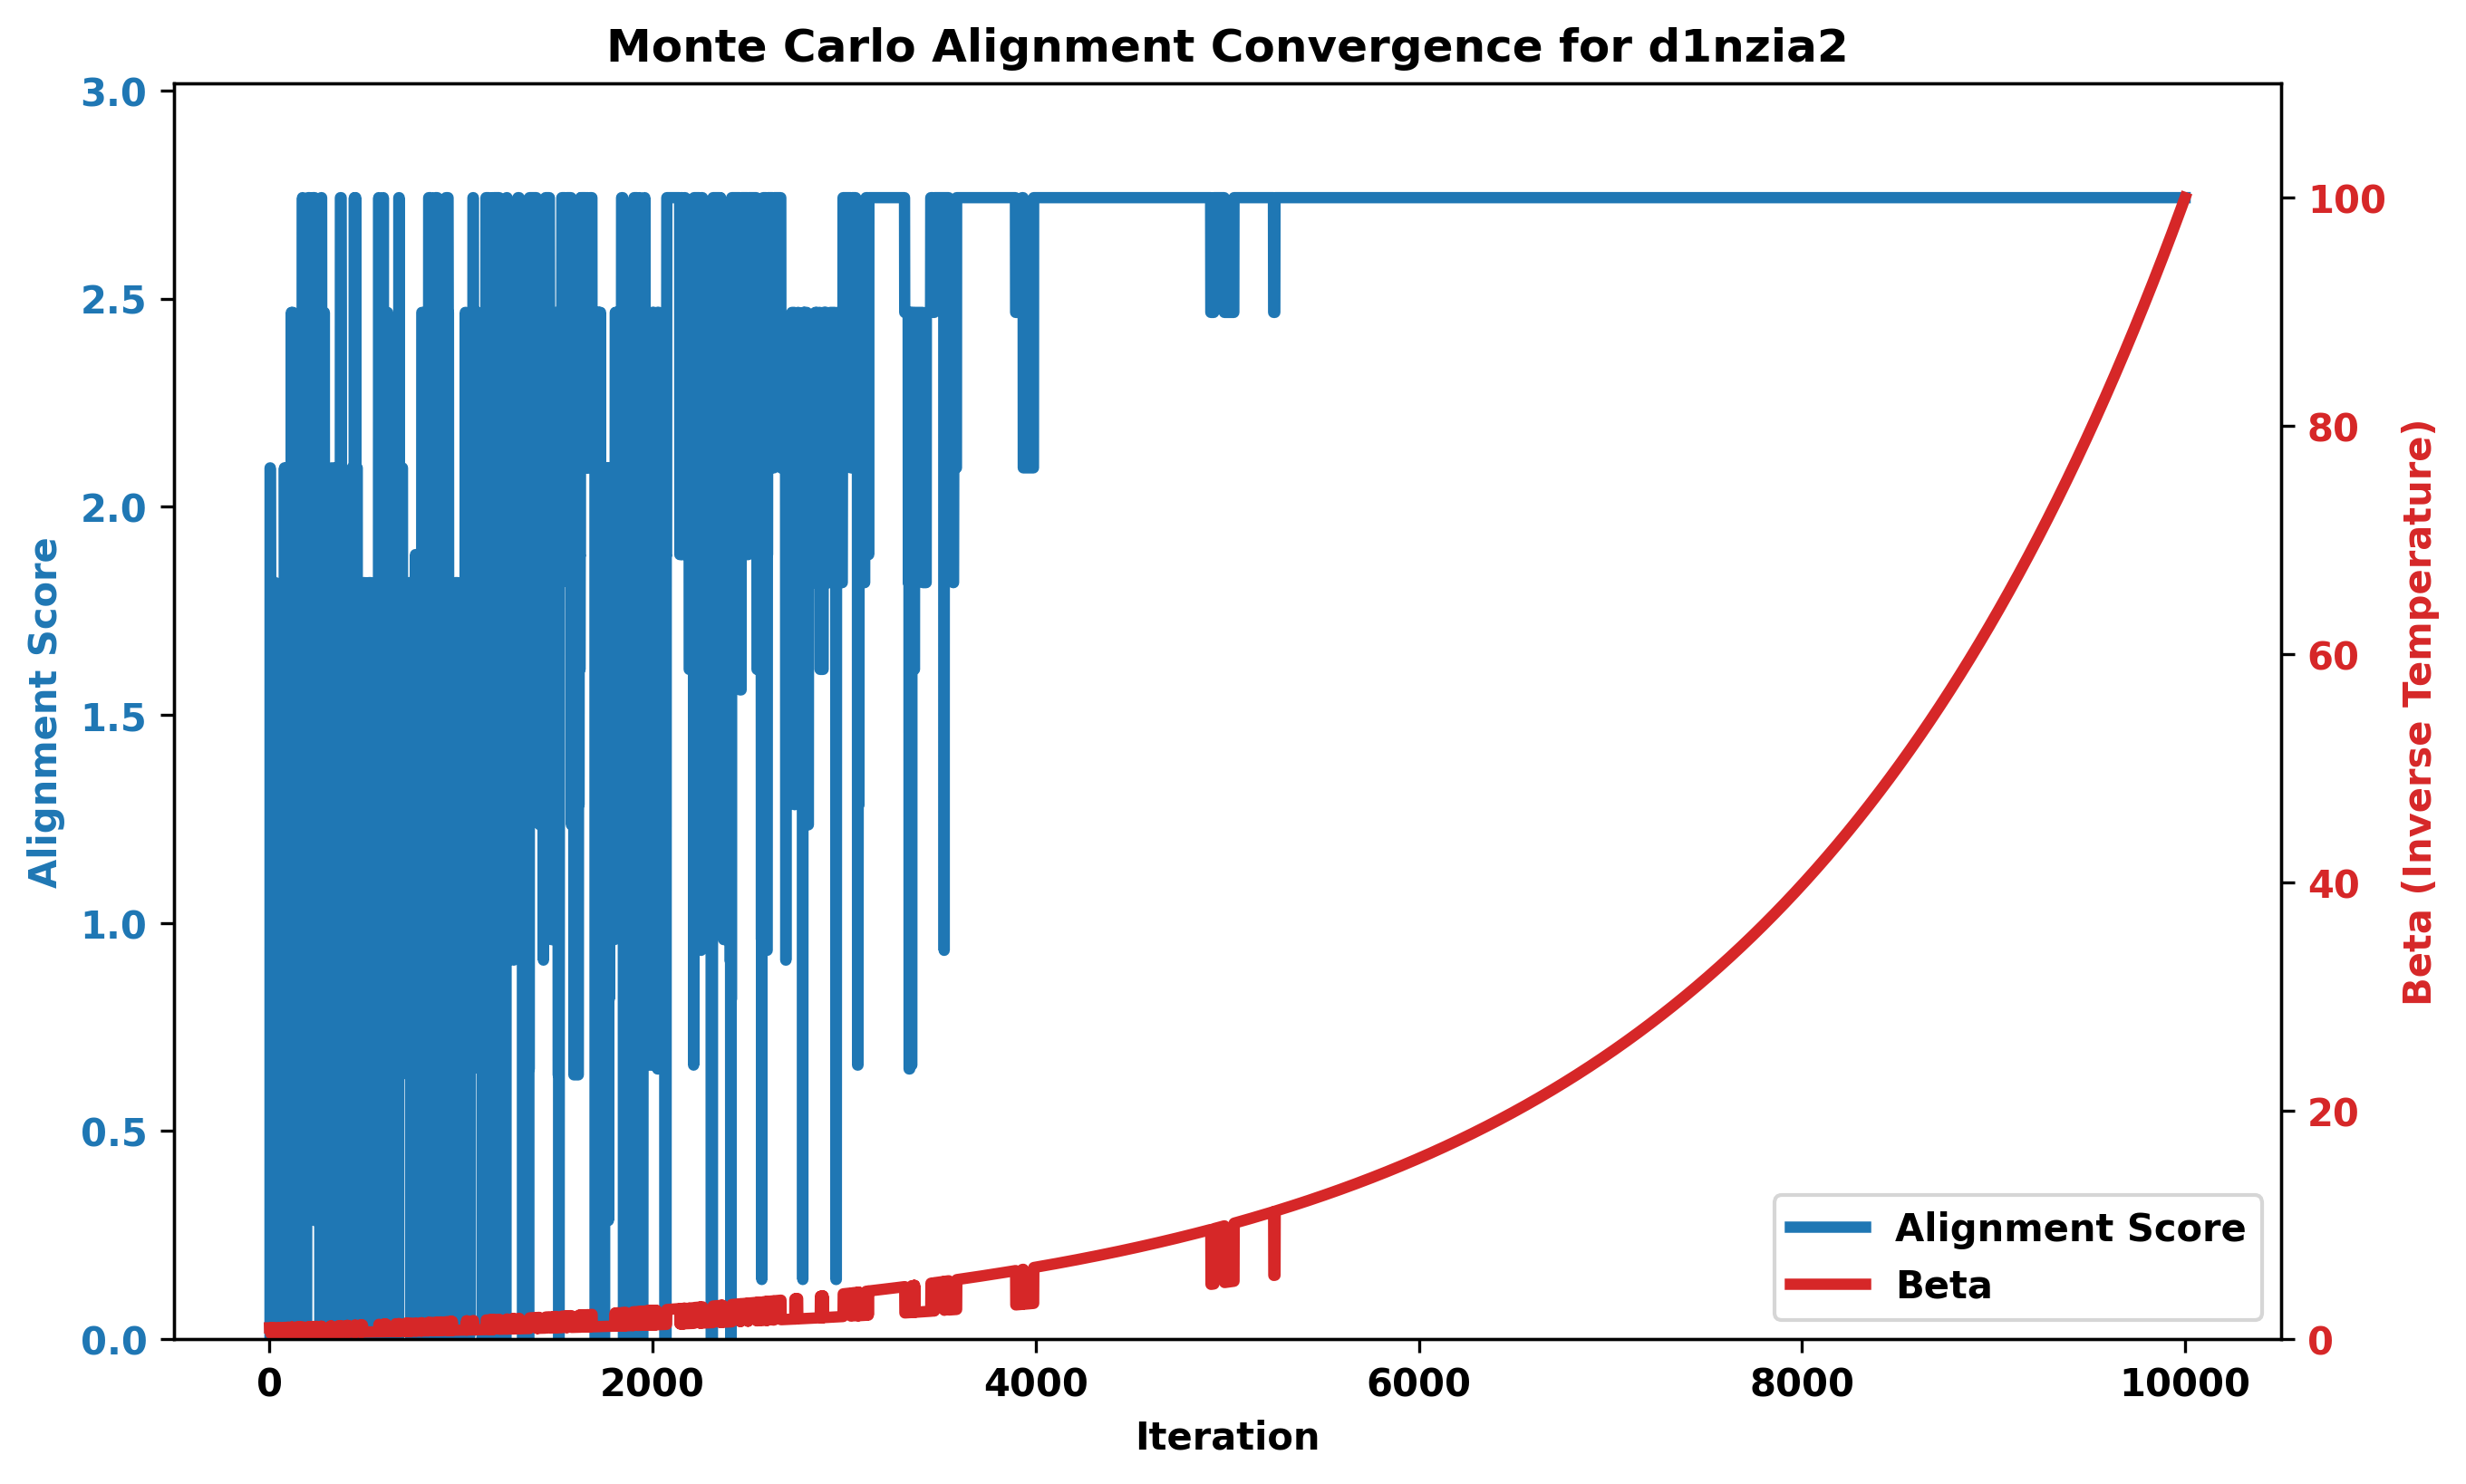 Monte Carlo Alignment Convergence for d1nzia2
3.0
2.5
2.0
1.5
1.0
0.5
0.0
Alignment Score
100
80
60
40
20
0
Beta (Inverse Temperature)
Alignment Score
Beta
0 2000 4000 6000 8000 10000
Iteration